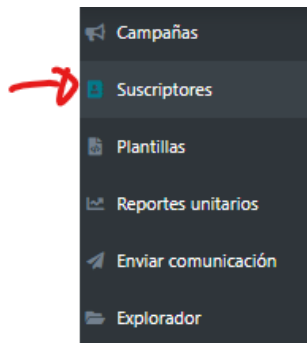 Campañas
Suscriptores
Plantillas
Reportes unitarios
Enviar comunicación
Explorador